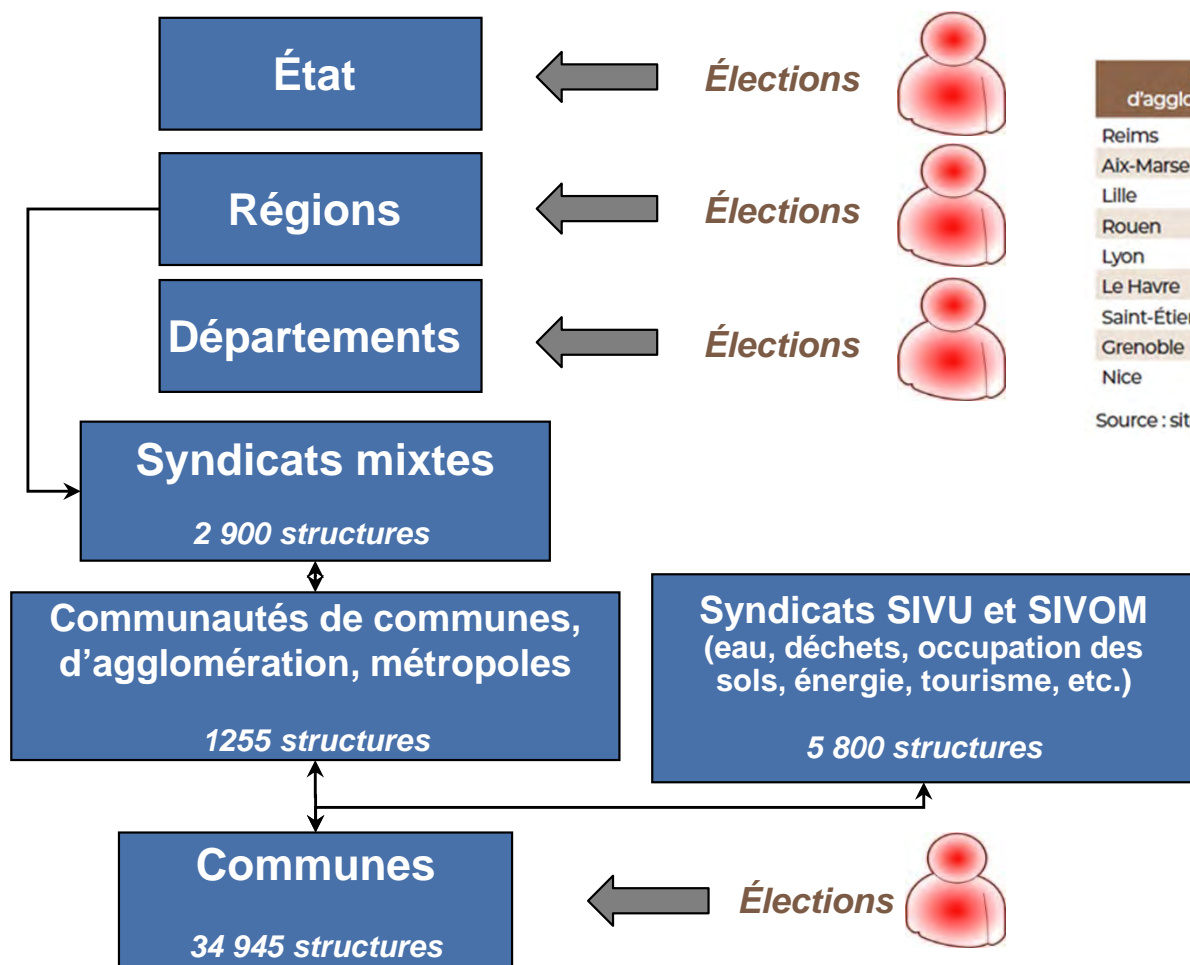 État
Élections
Régions
Élections
Départements
Élections
Syndicats mixtes
2 900 structures
Communautés de communes,
d’agglomération, métropoles
1255 structures
Syndicats SIVU et SIVOM
(eau, déchets, occupation des
sols, énergie, tourisme, etc.)
5 800 structures
Communes
34 945 structures
Élections
Reims
Lille
Rouen
Lyon
Le Havre
Grenoble
Nice
Source :